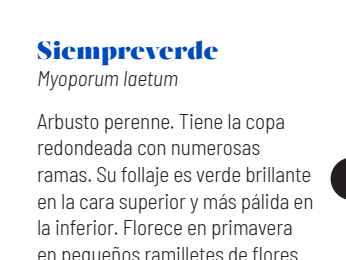 Siempreverde
Myoporum laetum
Arbusto perenne. Tiene la copa
redondeada con numerosas
ramas. Su follaje es verde brillante
en la cara superior y más pálida en
la inferior. Florece en primavera
en pequeños ramilletes de flores